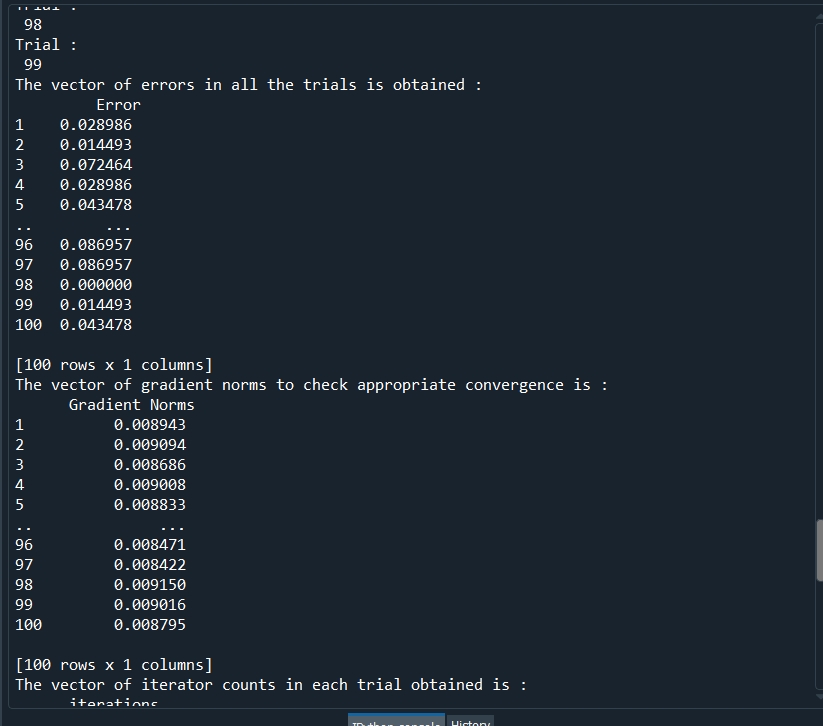 Trial :
98
Trial :
99
The vector of errors in all the trials is obtained :
Error
1 0.028986
2 0.014493
3 0.072464
4 0.028986
5 0.043478
.. ...
96 0.086957
97 0.086957
98 0.000000
99 0.014493
100 0.043478
[100 rows x 1 columns]
The vector of gradient norms to check appropriate convergence is :
Gradient Norms
1 0.008943
2 0.009094
3 0.008686
4 0.009008
5 0.008833
.. ...
96 0.008471
97 0.008422
98 0.009150
99 0.009016
100 0.008795
[100 rows x 1 columns]
The vector of iterator counts in each trial obtained is :
iterations
IPython console History